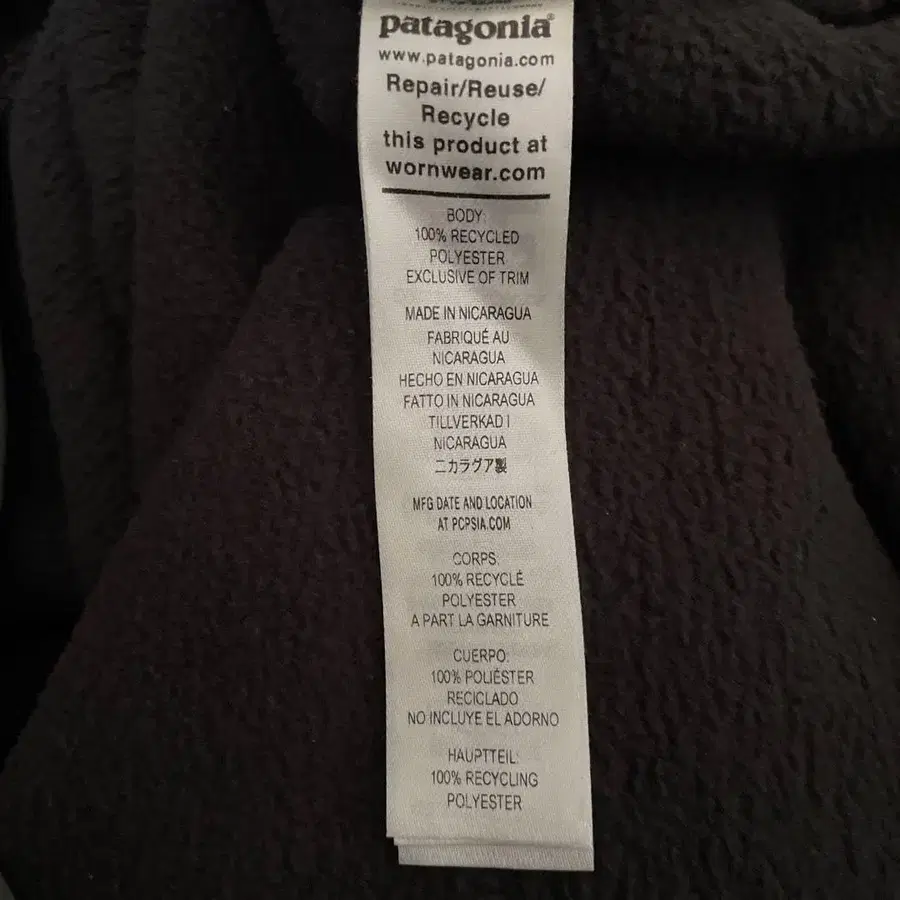 patagonia®
www.patagonia.com
Repair/Reuse/
Recycle
this product at
wornwear.com
BODY:
100% RECYCLED
POLYESTER
EXCLUSIVE OF TRIM
MADE IN NICARAGUA
FABRIQUÉ AU
NICARAGUA
HECHO EN NICARAGUA
FATTO IN NICARAGUA
TILLVERKAD I
NICARAGUA
ニカラグア製
MFG DATE AND LOCATION
AT PCPSIA.COM
CORPS:
100% RECYCLÉ
POLYESTER
A PART LA GARNITURE
CUERPO:
100% POLIÉSTER
RECICLADO
NO INCLUYE EL ADORNO
HAUPTTEIL:
100% RECYCLING
POLYESTER